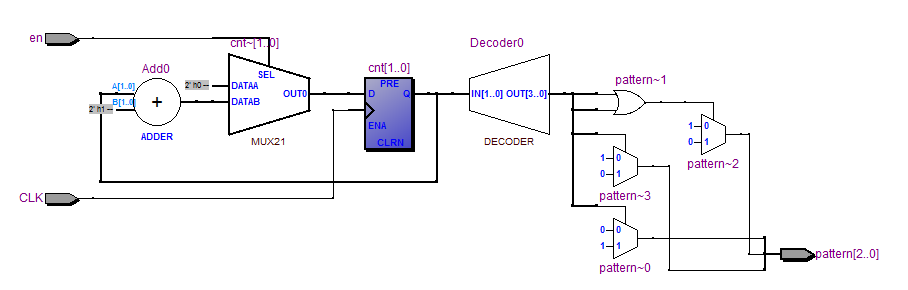 en
cnt~[1..0]
SEL
2' h0
DATAA
DATAB
OUT0
MUX21
Add0
A[1..0]
B[1..0]
2' h1
+
ADDER
cnt[1..0]
PRE
D
Q
ENA
CLRN
Decoder0
IN[1..0]
OUT[3..0]
DECODER
pattern~1
1
0
0
1
pattern~2
1
0
0
1
pattern~3
0
0
1
1
pattern~0
CLK
pattern[2..0]